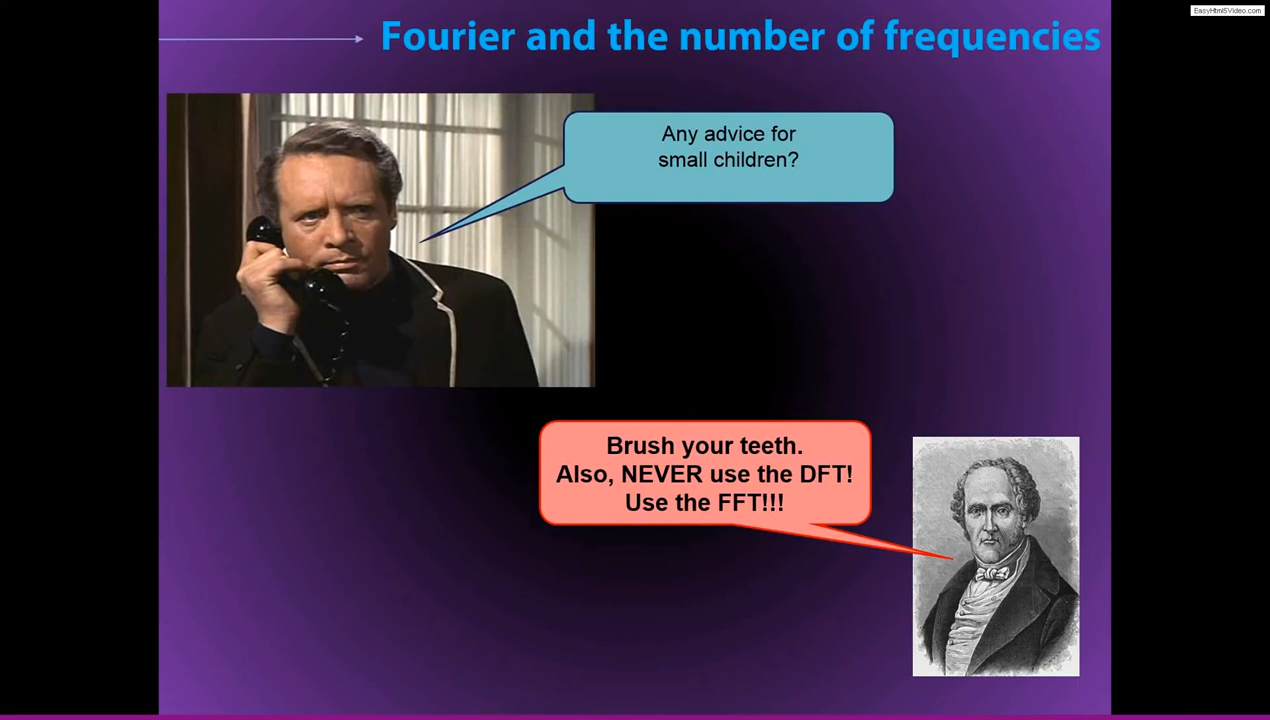 EasyHtml5Video.com
Fourier and the number of frequencies
Any advice for
small children?
Brush your teeth.
Also, NEVER use the DFT!
Use the FFT!!!